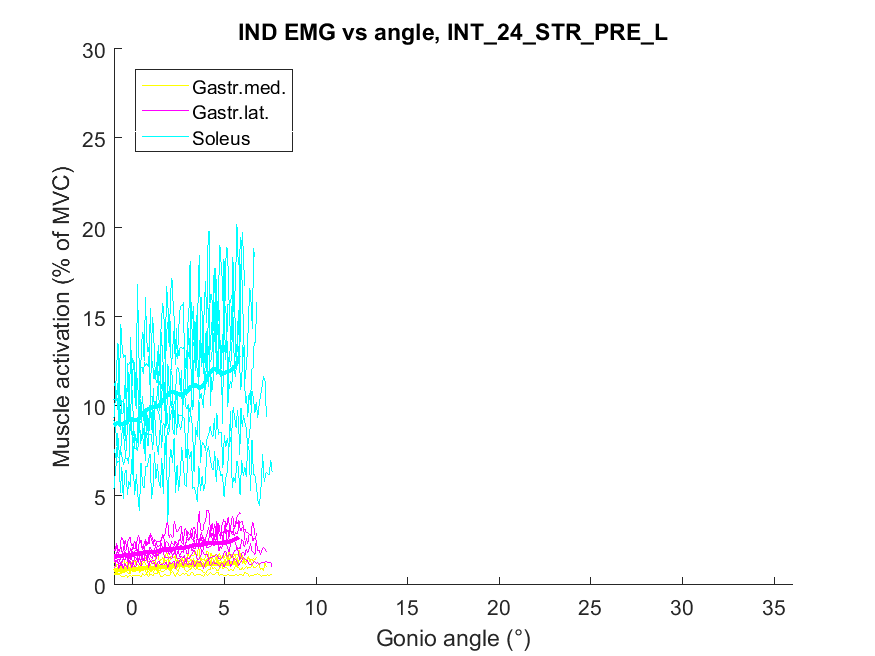 IND EMG vs angle, INT_24_STR_PRE_L
30
25
20
15
10
5
0
Muscle activation (% of MVC)
Gastr.med.
Gastr.lat.
Soleus
0 5 10 15 20 25 30 35
Gonio angle (°)